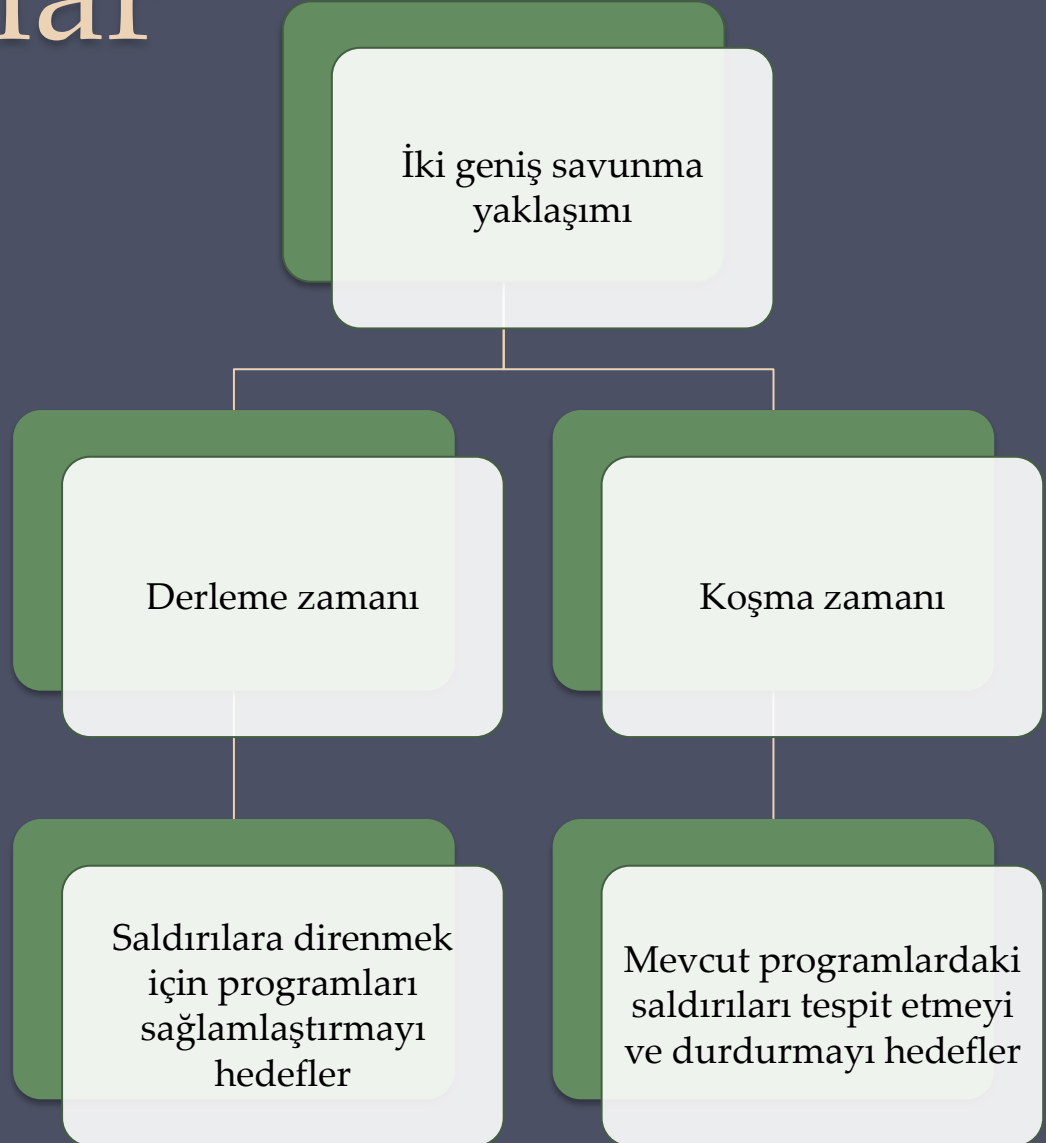 İki geniş savunma
yaklaşımı
Derleme zamanı
Koşma zamanı
Saldırılara direnmek
için programları
sağlamlaştırmayı
hedefler
Mevcut programlardaki
saldırıları tespit etmeyi
ve durdurmayı hedefler